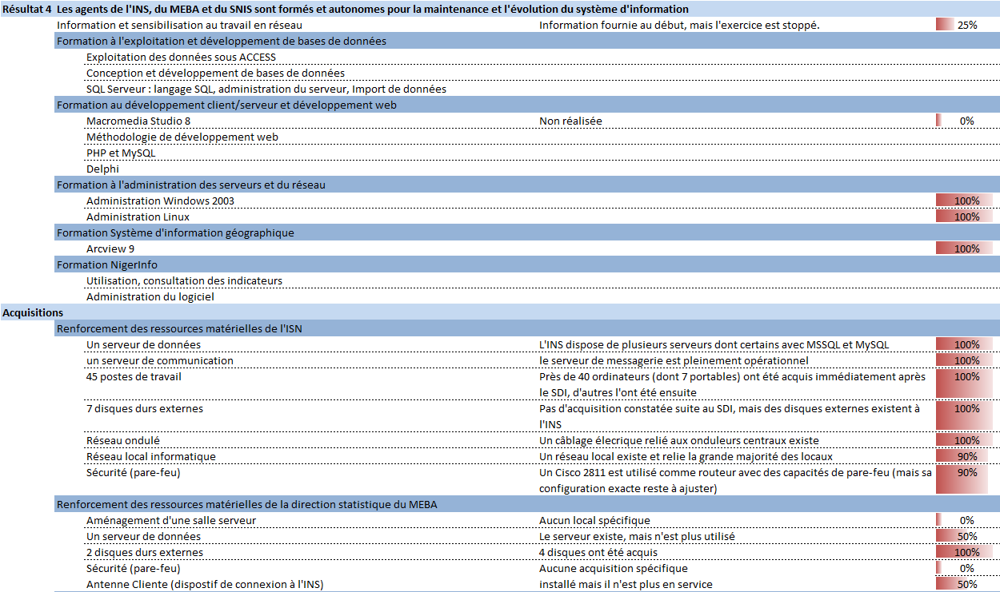 Résultat 4 Les agents de l'INS, du MEBA et du SNIS sont formés et autonomes pour la maintenance et l'évolution du système d'information
Information et sensibilisation au travail en réseau Information fournie au début, mais l'exercice est stoppé. 25%
Formation à l'exploitation et développement de bases de données
Exploitation des données sous ACCESS
Conception et développement de bases de données
SQL Serveur : langage SQL, administration du serveur, Import de données
Formation au développement client/serveur et développement web
Macromedia Studio 8 Non réalisée 0%
Méthodologie de développement web
PHP et MySQL
Delphi
Formation à l'administration des serveurs et du réseau
Administration Windows 2003 100%
Administration Linux 100%
Formation Système d'information géographique
Arcview 9 100%
Formation NigerInfo
Utilisation, consultation des indicateurs
Administration du logiciel
Acquisitions
Renforcement des ressources matérielles de l'ISN
Un serveur de données L'INS dispose de plusieurs serveurs dont certains avec MSSQL et MySQL 100%
un serveur de communication le serveur de messagerie est pleinement opérationnel 100%
45 postes de travail Près de 40 ordinateurs (dont 7 portables) ont été acquis immédiatement après 100%
le SDI, d'autres l'ont été ensuite
7 disques durs externes Pas d'acquisition constatée suite au SDI, mais des disques externes existent à 100%
l'INS
Réseau ondulé Un câblage élecrique relié aux onduleurs centraux existe 100%
Réseau local informatique Un réseau local existe et relie la grande majorité des locaux 90%
Sécurité (pare-feu) Un Cisco 2811 est utilisé comme routeur avec des capacités de pare-feu (mais sa 90%
configuration exacte reste à ajuster)
Renforcement des ressources matérielles de la direction statistique du MEBA
Aménagement d'une salle serveur Aucun local spécifique 0%
Un serveur de données Le serveur existe, mais n'est plus utilisé 50%
2 disques durs externes 4 disques ont été acquis 100%
Sécurité (pare-feu) Aucune acquisition spécifique 0%
Antenne Cliente (dispostif de connexion à l'INS) installé mais il n'est plus en service 50%